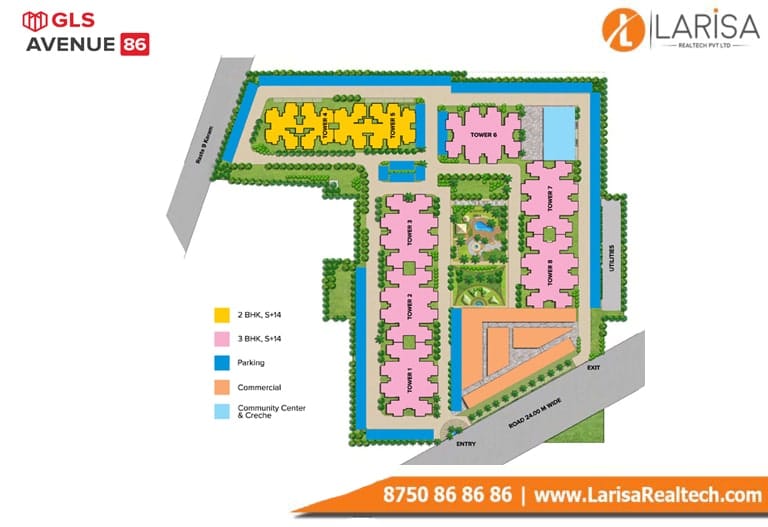 GLS
AVENUE 86
LARISA
REALTECH PVT LTD
Rasta 9 Karam
TOWER 4
TOWER 5
TOWER 6
TOWER 7
TOWER 3
TOWER 8
UTILITIES
TOWER 2
TOWER 1
2 BHK, S+14
3 BHK, S+14
Parking
Commercial
Community Center
& Creche
EXIT
ROAD 24.00 M WIDE
ENTRY
8750 86 86 86 | www.LarisaRealtech.com